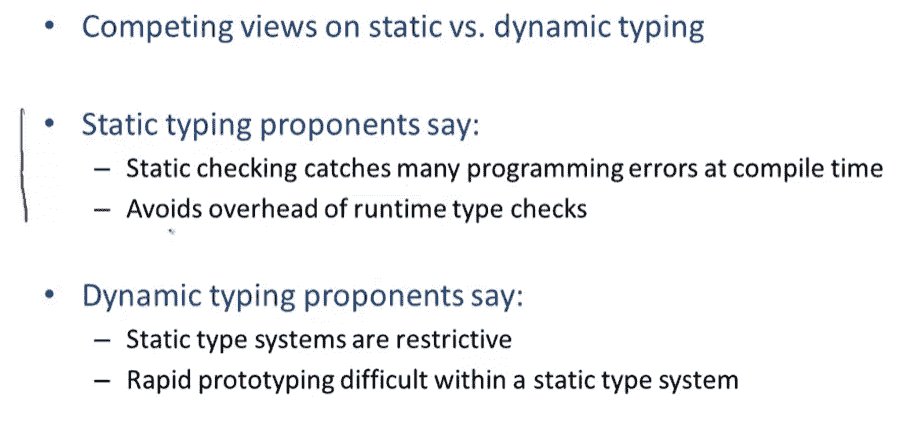 • Competing views on static vs. dynamic typing
• Static typing proponents say:
– Static checking catches many programming errors at compile time
– Avoids overhead of runtime type checks
• Dynamic typing proponents say:
– Static type systems are restrictive
– Rapid prototyping difficult within a static type system